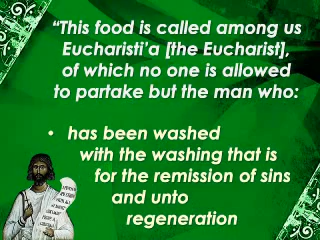 “This food is called among us
Eucharisti’a [the Eucharist],
of which no one is allowed
to partake but the man who:
• has been washed
with the washing that is
for the remission of sins
and unto
regeneration